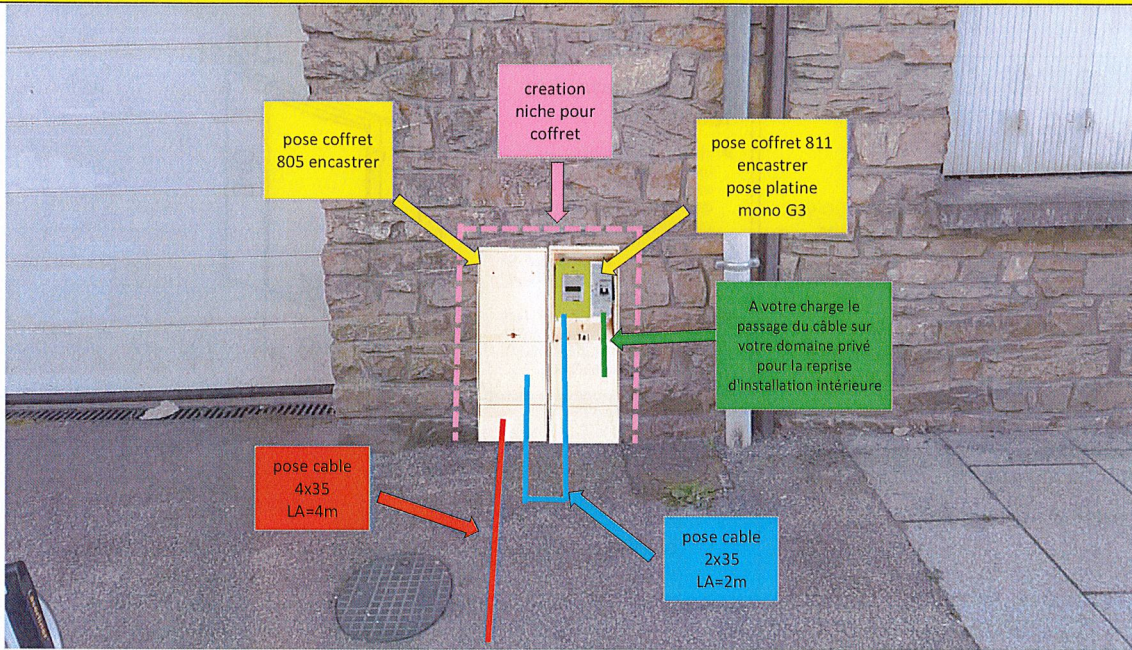 creation
niche pour
coffret
pose coffret
805 encastrer
pose coffret 811
encastrer
pose platine
mono G3
A votre charge le
passage du câble sur
votre domaine privé
pour la reprise
d'installation intérieure
pose cable
4x35
LA=4m
pose cable
2x35
LA=2m